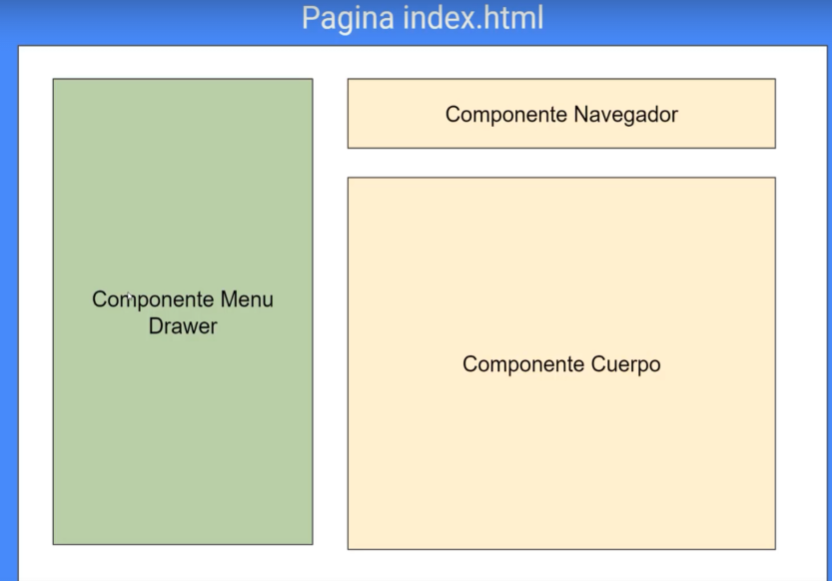 Pagina index.html
Componente Menu
Drawer
Componente Navegador
Componente Cuerpo